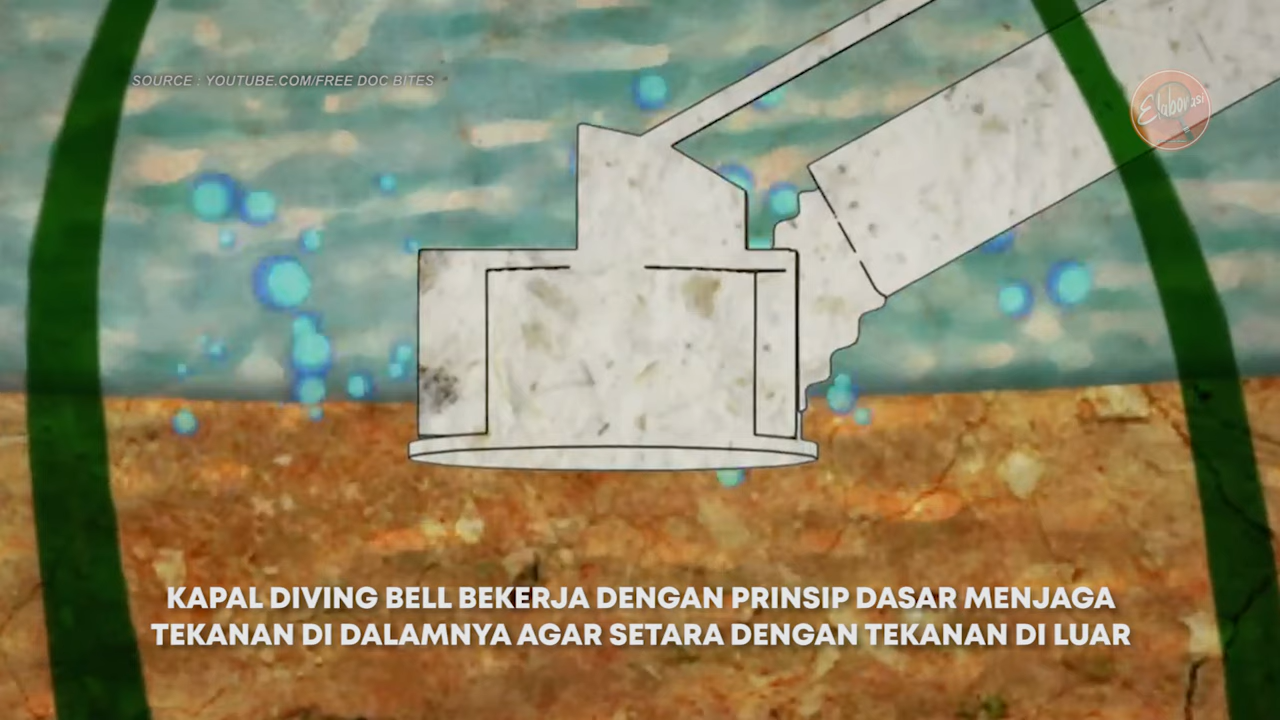 SOURCE : YOUTUBE.COM/FREE DOC BITES
Elaborasi
KAPAL DIVING BELL BEKERJA DENGAN PRINSIP DASAR MENJAGA
TEKANAN DI DALAMNYA AGAR SETARA DENGAN TEKANAN DI LUAR